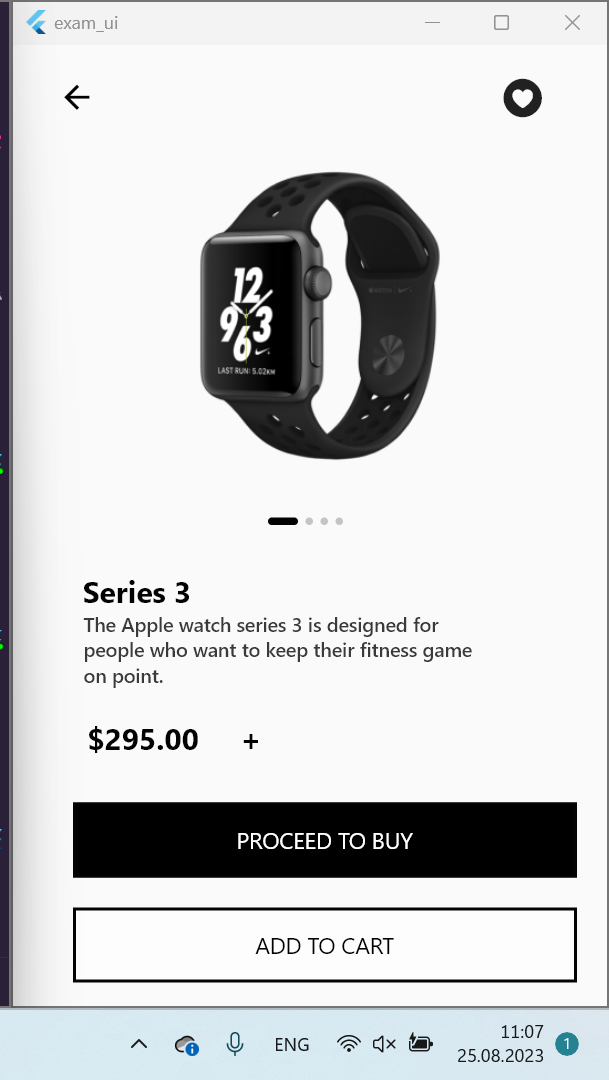 exam_ui
12
9 3
6
LAST RUN: 5.02KM
Series 3
The Apple watch series 3 is designed for
people who want to keep their fitness game
on point.
$295.00 +
PROCEED TO BUY
ADD TO CART
ENG
11:07
25.08.2023
1